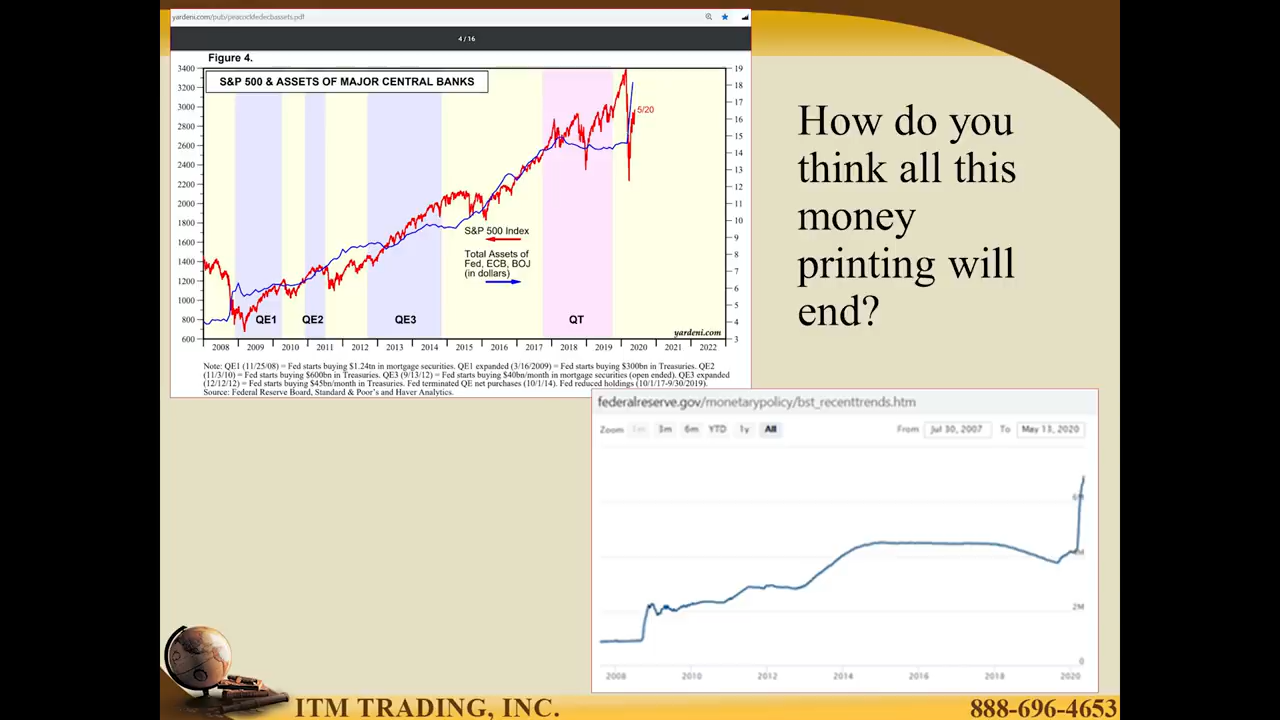 yardeni.com/pub/peacockfedecbassets.pdf
4 / 16
Figure 4.
S&P 500 & ASSETS OF MAJOR CENTRAL BANKS
3400
3200
3000
2800
2600
2400
2200
2000
1800
1600
1400
1200
1000
800
600
19
18
17
16
15
14
13
12
11
10
9
8
7
6
5
4
3
5/20
S&P 500 Index
Total Assets of
Fed, ECB, BOJ
(in dollars)
QE1 QE2 QE3 QT
yardeni.com
2008 2009 2010 2011 2012 2013 2014 2015 2016 2017 2018 2019 2020 2021 2022
Note: QE1 (11/25/08) = Fed starts buying $1.24tn in mortgage securities. QE1 expanded (3/16/2009) = Fed starts buying $300bn in Treasuries. QE2
(11/3/10) = Fed starts buying $600bn in Treasuries. QE3 (9/13/12) = Fed starts buying $40bn/month in mortgage securities (open ended). QE3 expanded
(12/12/12) = Fed starts buying $45bn/month in Treasuries. Fed terminated QE net purchases (10/1/14). Fed reduced holdings (10/1/17-9/30/2019).
Source: Federal Reserve Board, Standard & Poor's and Haver Analytics.
How do you
think all this
money
printing will
end?
federalreserve.gov/monetarypolicy/bst_recenttrends.htm
Zoom 3m 6m YTD 1y All From Jul 30, 2007 To May 13, 2020
6M
2M
0
2008 2010 2012 2014 2016 2018 2020
ITM TRADING, INC.
888-696-4653